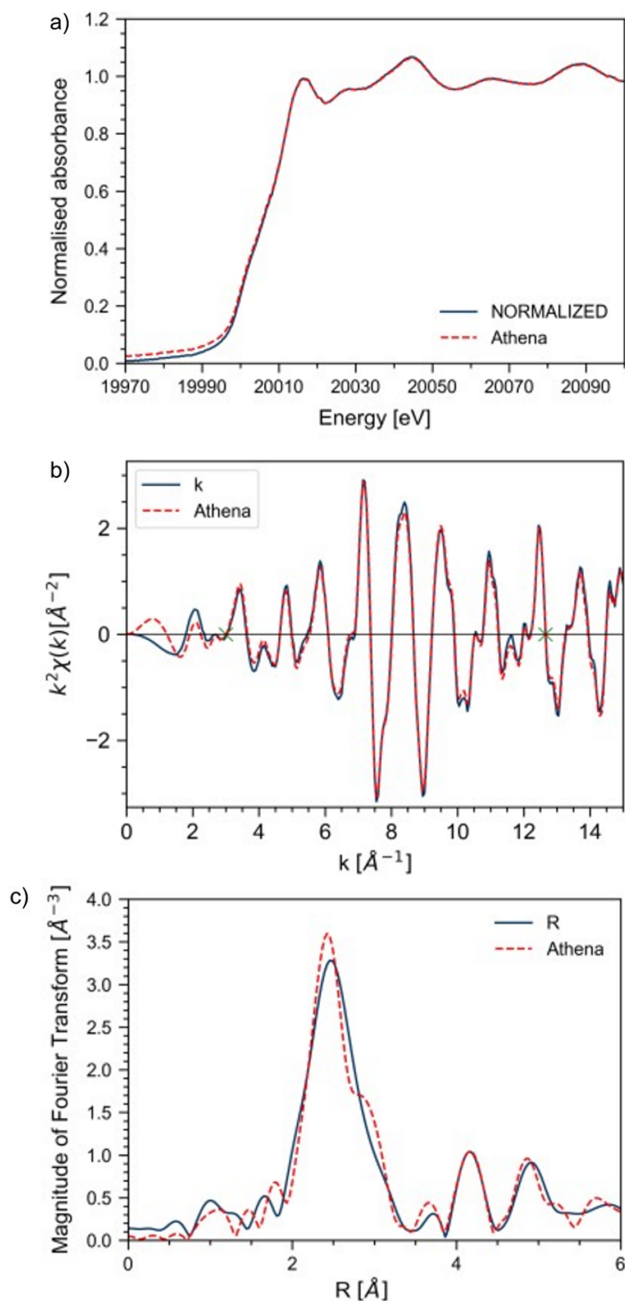 a)
Normalised absorbance
1.2
1.0
0.8
0.6
0.4
0.2
0.0
NORMALIZED
Athena
19970 19990 20010 20030 20050 20070 20090
Energy [eV]
b)
k²χ(k)[Å⁻²]
2
0
−2
k
Athena
0 2 4 6 8 10 12 14
k [Å⁻¹]
c)
Magnitude of Fourier Transform [Å⁻³]
4.0
3.5
3.0
2.5
2.0
1.5
1.0
0.5
0.0
R
Athena
0 2 4 6
R [Å]